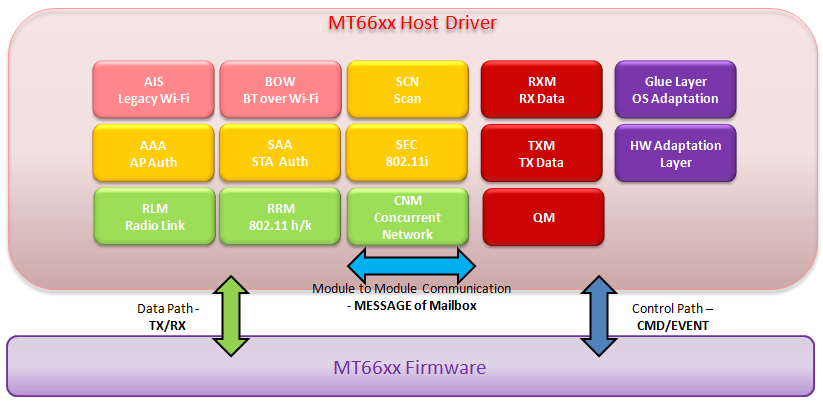 MT66xx Host Driver
AIS
Legacy Wi-Fi
BOW
BT over Wi-Fi
SCN
Scan
RXM
RX Data
Glue Layer
OS Adaptation
AAA
AP Auth
SAA
STA Auth
SEC
802.11i
TXM
TX Data
HW Adaptation
Layer
RLM
Radio Link
RRM
802.11 h/k
CNM
Concurrent
Network
QM
Data Path -
TX/RX
Module to Module Communication
- MESSAGE of Mailbox
Control Path –
CMD/EVENT
MT66xx Firmware